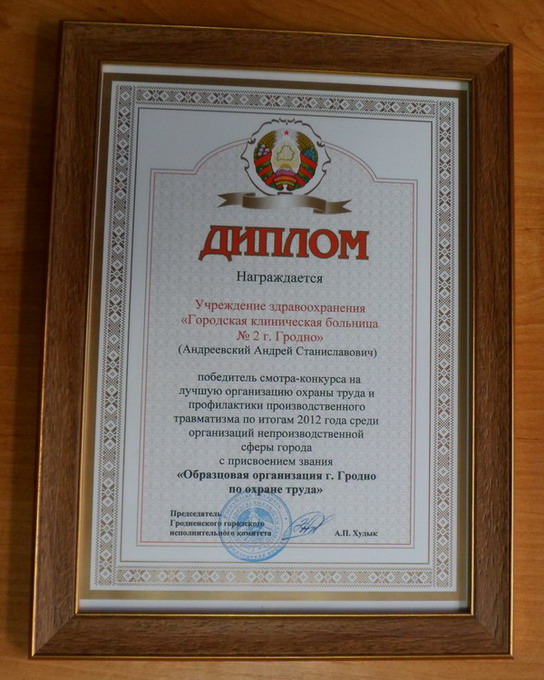 ДИПЛОМ
Награждается
Учреждение здравоохранения
«Городская клиническая больница
№ 2 г. Гродно»
(Андреевский Андрей Станиславович)
победитель смотра-конкурса на
лучшую организацию охраны труда и
профилактики производственного
травматизма по итогам 2012 года среди
организаций непроизводственной
сферы города
с присвоением звания
«Образцовая организация г. Гродно
по охране труда»
Председатель
Гродненского городского
исполнительного комитета
А.П. Худык